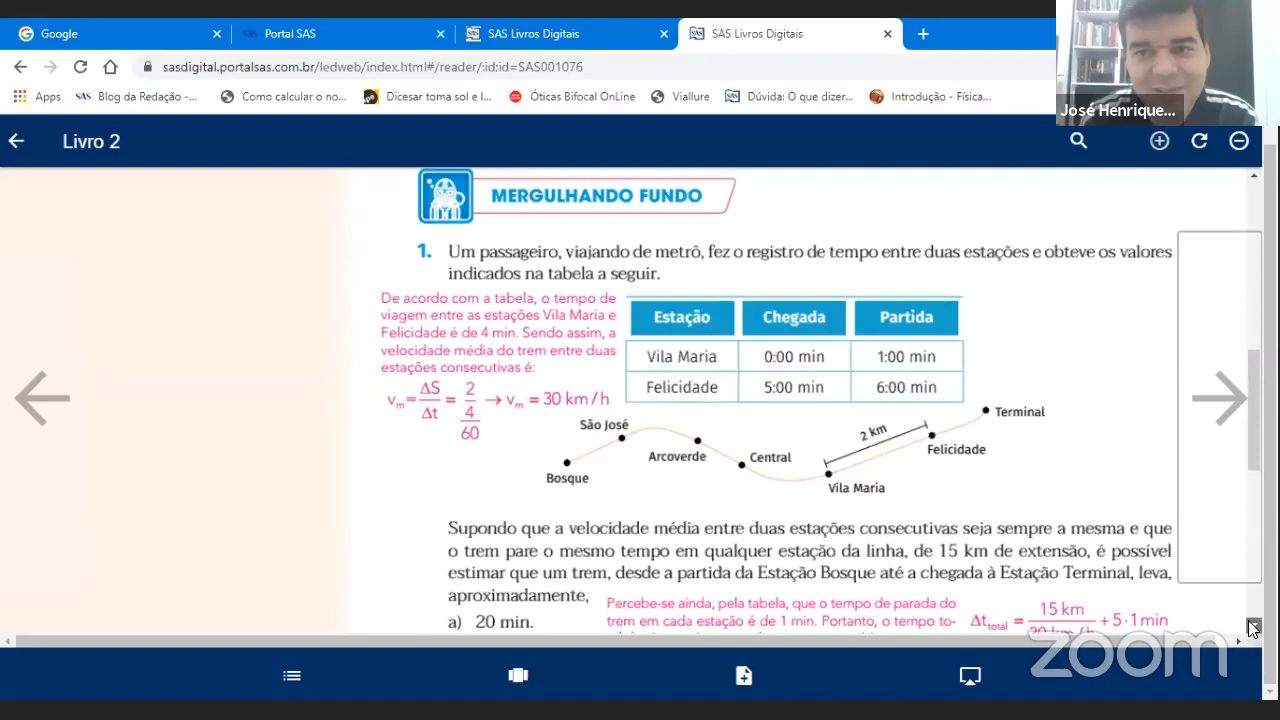 Google
Portal SAS
SAS Livros Digitais
SAS Livros Digitais
sasdigital.portalsas.com.br/ledweb/index.html#/reader/:id:id=SAS001076
Apps
SAS Blog da Redação -...
Como calcular o no...
Dicesar toma sol e l...
Óticas Bifocal OnLine
Viallure
Dúvida: O que dizer...
Introdução - Física...
José Henrique...
Livro 2
MERGULHANDO FUNDO
1. Um passageiro, viajando de metrô, fez o registro de tempo entre duas estações e obteve os valores
indicados na tabela a seguir.
De acordo com a tabela, o tempo de
viagem entre as estações Vila Maria e
Felicidade é de 4 min. Sendo assim, a
velocidade média do trem entre duas
estações consecutivas é:
vm = ΔS/Δt = 2/(4/60) → vm = 30 km/h
Estação Chegada Partida
Vila Maria 0:00 min 1:00 min
Felicidade 5:00 min 6:00 min
Terminal
São José
2 km
Felicidade
Arcoverde
Central
Bosque
Vila Maria
Supondo que a velocidade média entre duas estações consecutivas seja sempre a mesma e que
o trem pare o mesmo tempo em qualquer estação da linha, de 15 km de extensão, é possível
estimar que um trem, desde a partida da Estação Bosque até a chegada à Estação Terminal, leva,
aproximadamente,
a) 20 min.
Percebe-se ainda, pela tabela, que o tempo de parada do
trem em cada estação é de 1 min. Portanto, o tempo to-
Δttotal = 15 km/30 km/h + 5·1 min
zoom